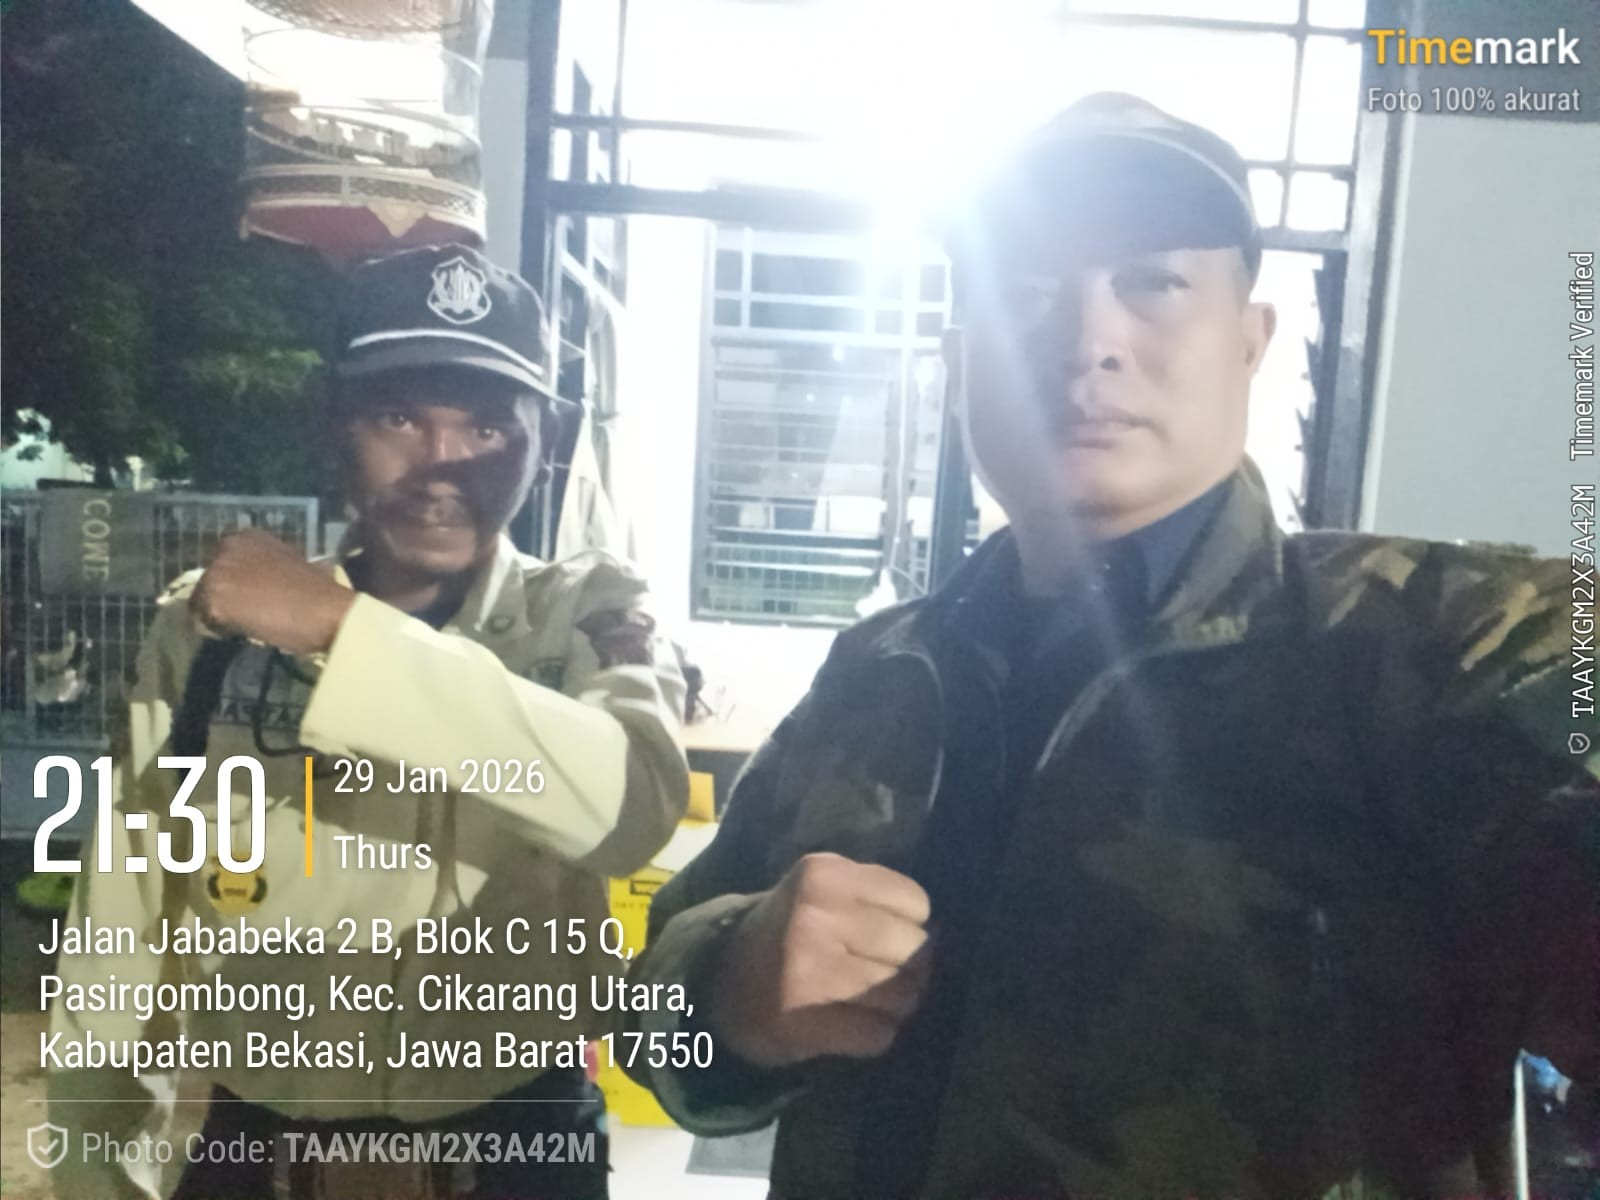 Timemark
Foto 100% akurat
COME
21:30
29 Jan 2026
Thurs
Jalan Jababeka 2 B, Blok C 15 Q,
Pasirgombong, Kec. Cikarang Utara,
Kabupaten Bekasi, Jawa Barat 17550
Photo Code: TAAYKGM2X3A42M
TAAYKGM2X3A42M Timemark Verified